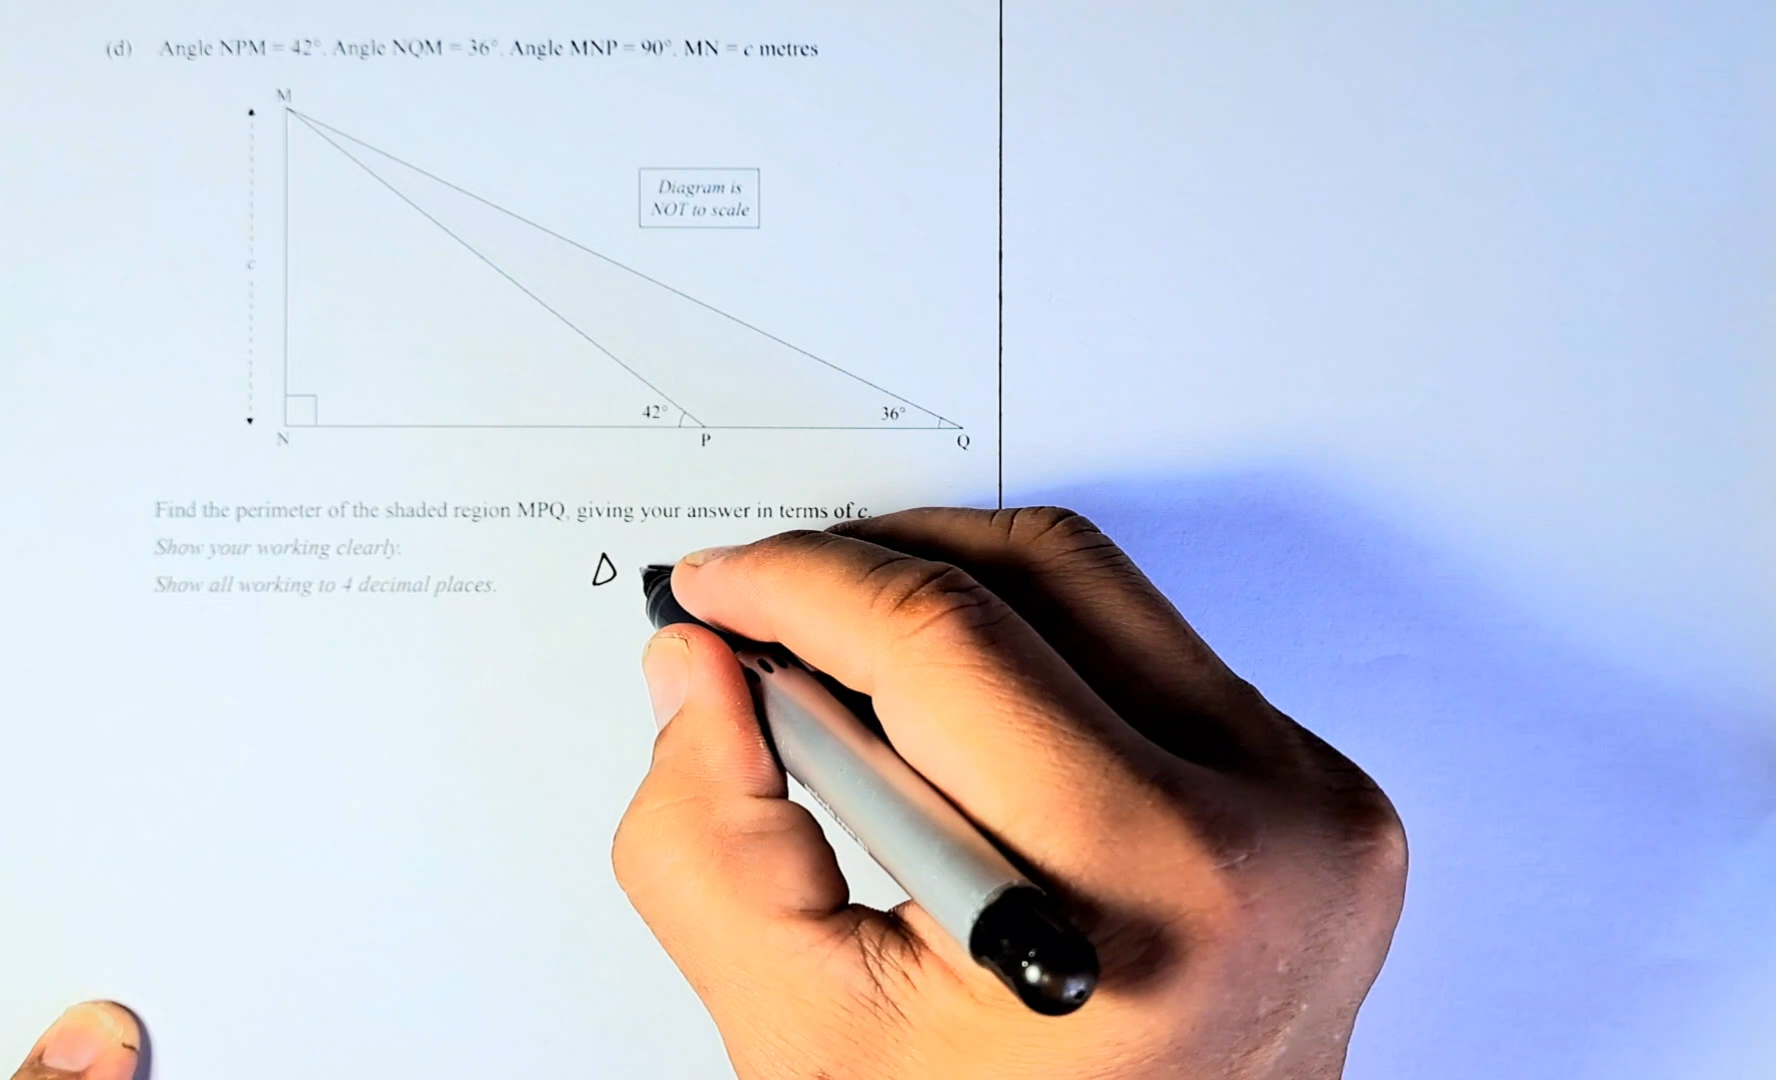 (d) Angle NPM = 42°. Angle NQM = 36°. Angle MNP = 90°. MN = c metres
M
Diagram is
NOT to scale
c
42°
36°
N
P
Q
Find the perimeter of the shaded region MPQ, giving your answer in terms of c.
Show your working clearly.
Show all working to 4 decimal places.
Δ